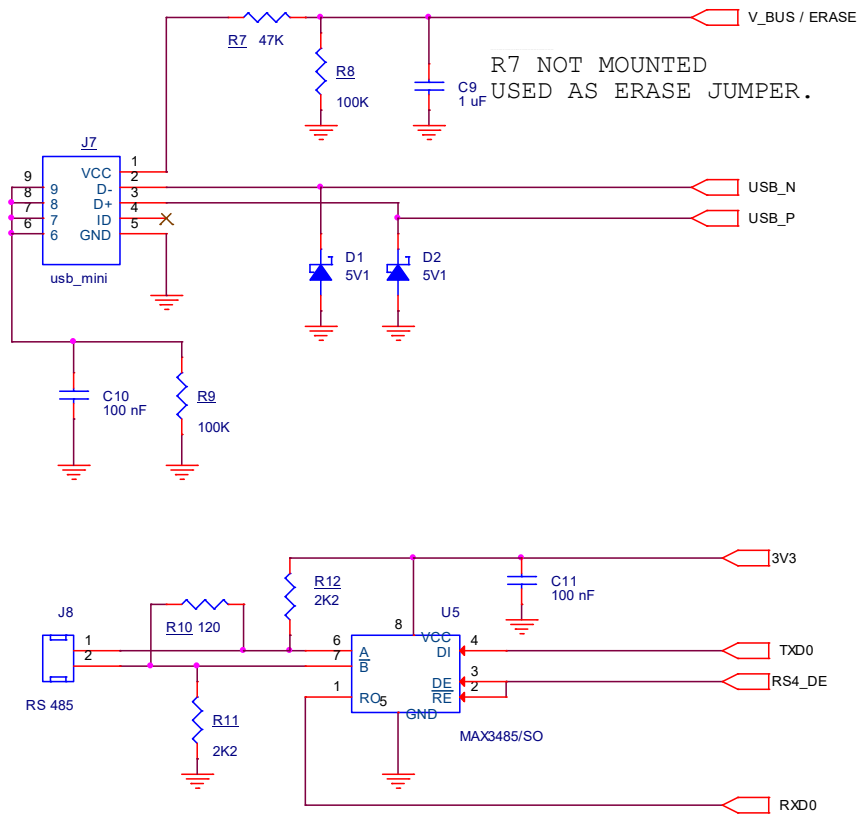 V_BUS / ERASE
R7 47K
R8
100K
C9
1 uF
R7 NOT MOUNTED
USED AS ERASE JUMPER.
J7
VCC 1
D- 2
D+ 3
ID 4
GND 5
9 9
8 8
7 7
6 6
usb_mini
USB_N
USB_P
D1
5V1
D2
5V1
C10
100 nF
R9
100K
3V3
R12
2K2
C11
100 nF
J8
1
2
RS 485
R10 120
R11
2K2
U5
8
VCC
6 A
7 B
1 RO
5
GND
DI 4
DE 3
RE 2
MAX3485/SO
TXD0
RS4_DE
RXD0